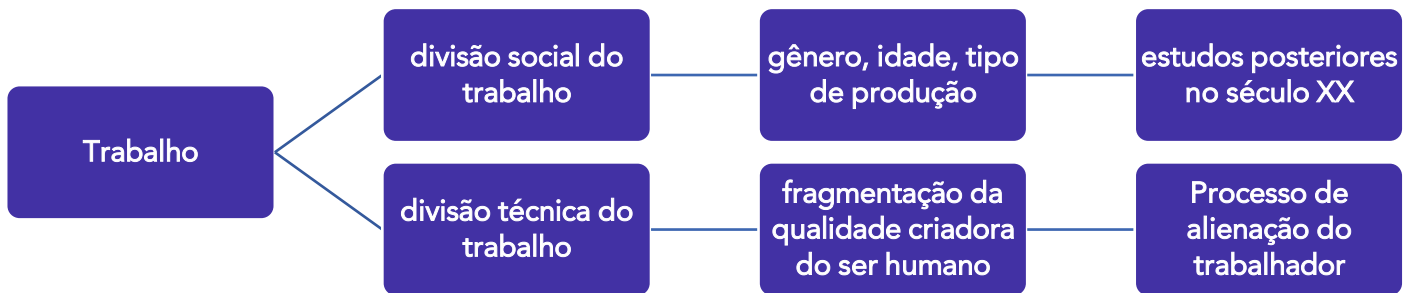 Trabalho
divisão social do
trabalho
gênero, idade, tipo
de produção
estudos posteriores
no século XX
divisão técnica do
trabalho
fragmentação da
qualidade criadora
do ser humano
Processo de
alienação do
trabalhador